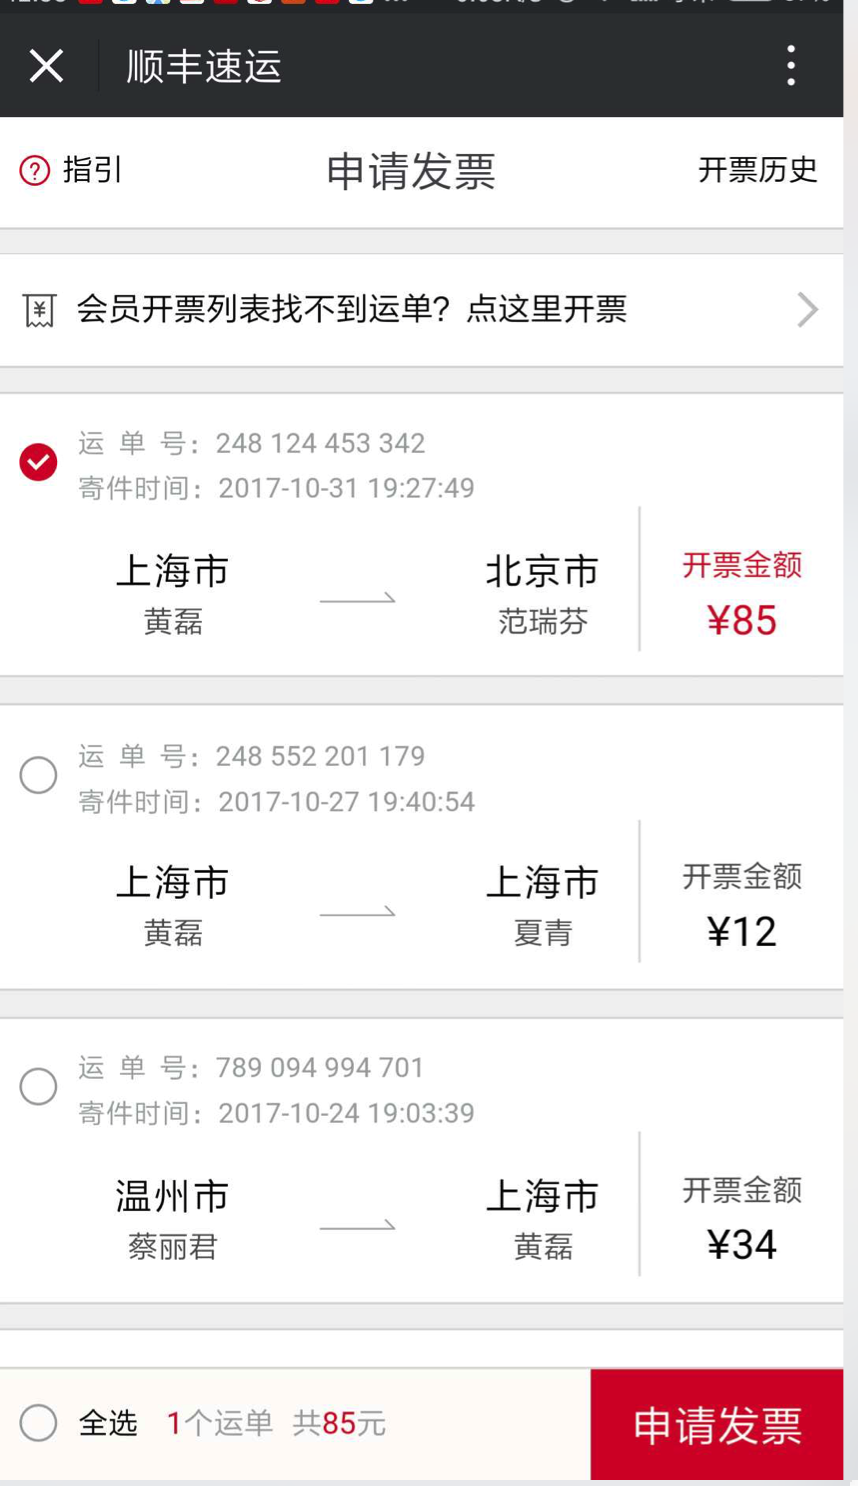 顺丰速运
指引 申请发票 开票历史
会员开票列表找不到运单？点这里开票
运 单 号：248 124 453 342
寄件时间：2017-10-31 19:27:49
上海市 北京市 开票金额
黄磊 范瑞芬 ¥85
运 单 号：248 552 201 179
寄件时间：2017-10-27 19:40:54
上海市 上海市 开票金额
黄磊 夏青 ¥12
运 单 号：789 094 994 701
寄件时间：2017-10-24 19:03:39
温州市 上海市 开票金额
蔡丽君 黄磊 ¥34
全选 1个运单 共85元 申请发票